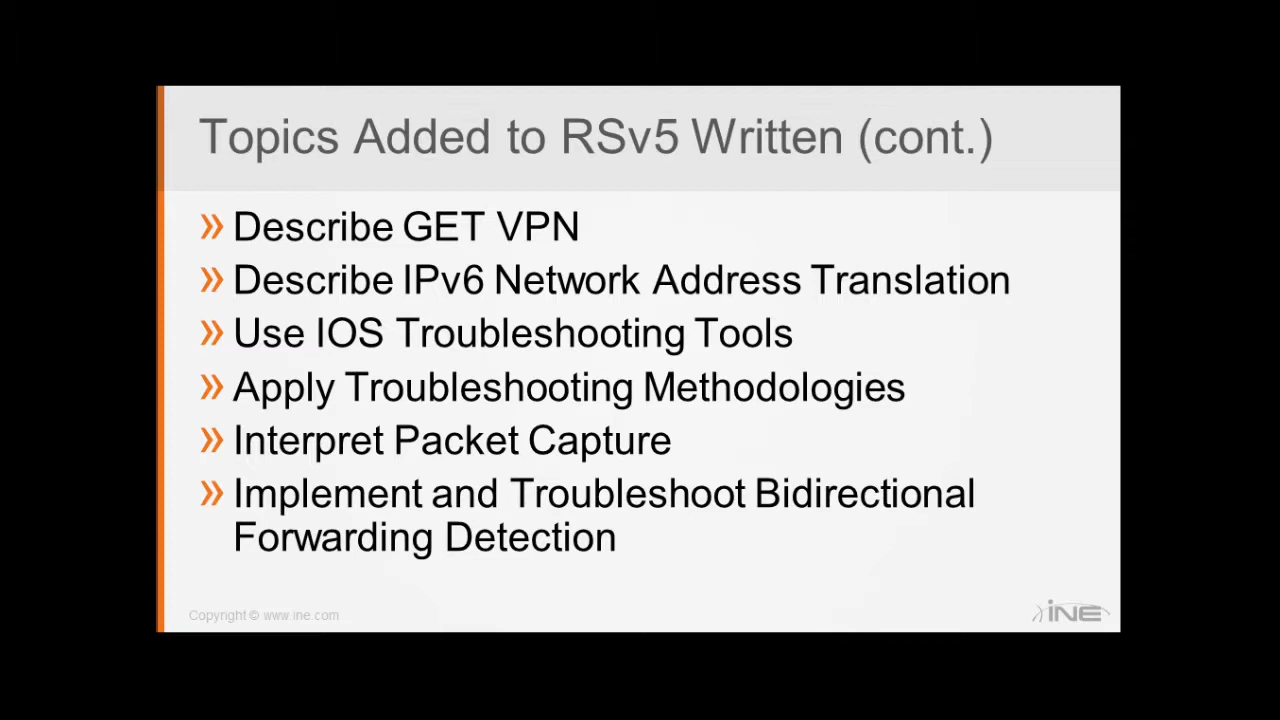 Topics Added to RSv5 Written (cont.)
» Describe GET VPN
» Describe IPv6 Network Address Translation
» Use IOS Troubleshooting Tools
» Apply Troubleshooting Methodologies
» Interpret Packet Capture
» Implement and Troubleshoot Bidirectional
Forwarding Detection
Copyright © www.ine.com
iNE